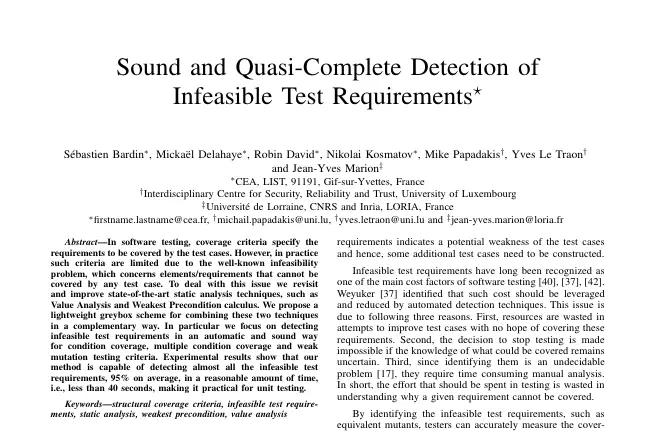 Sound and Quasi-Complete Detection of
Infeasible Test Requirements⋆
Sébastien Bardin∗, Mickaël Delahaye∗, Robin David∗, Nikolai Kosmatov∗, Mike Papadakis†, Yves Le Traon†
and Jean-Yves Marion‡
∗CEA, LIST, 91191, Gif-sur-Yvettes, France
†Interdisciplinary Centre for Security, Reliability and Trust, University of Luxembourg
‡Université de Lorraine, CNRS and Inria, LORIA, France
∗firstname.lastname@cea.fr, †michail.papadakis@uni.lu, †yves.letraon@uni.lu and ‡jean-yves.marion@loria.fr
Abstract—In software testing, coverage criteria specify the
requirements to be covered by the test cases. However, in practice
such criteria are limited due to the well-known infeasibility
problem, which concerns elements/requirements that cannot be
covered by any test case. To deal with this issue we revisit
and improve state-of-the-art static analysis techniques, such as
Value Analysis and Weakest Precondition calculus. We propose a
lightweight greybox scheme for combining these two techniques
in a complementary way. In particular we focus on detecting
infeasible test requirements in an automatic and sound way
for condition coverage, multiple condition coverage and weak
mutation testing criteria. Experimental results show that our
method is capable of detecting almost all the infeasible test
requirements, 95% on average, in a reasonable amount of time,
i.e., less than 40 seconds, making it practical for unit testing.
Keywords—structural coverage criteria, infeasible test require-
ments, static analysis, weakest precondition, value analysis
requirements indicates a potential weakness of the test cases
and hence, some additional test cases need to be constructed.
Infeasible test requirements have long been recognized as
one of the main cost factors of software testing [40], [37], [42].
Weyuker [37] identified that such cost should be leveraged
and reduced by automated detection techniques. This issue is
due to following three reasons. First, resources are wasted in
attempts to improve test cases with no hope of covering these
requirements. Second, the decision to stop testing is made
impossible if the knowledge of what could be covered remains
uncertain. Third, since identifying them is an undecidable
problem [17], they require time consuming manual analysis.
In short, the effort that should be spent in testing is wasted in
understanding why a given requirement cannot be covered.
By identifying the infeasible test requirements, such as
equivalent mutants, testers can accurately measure the cover-